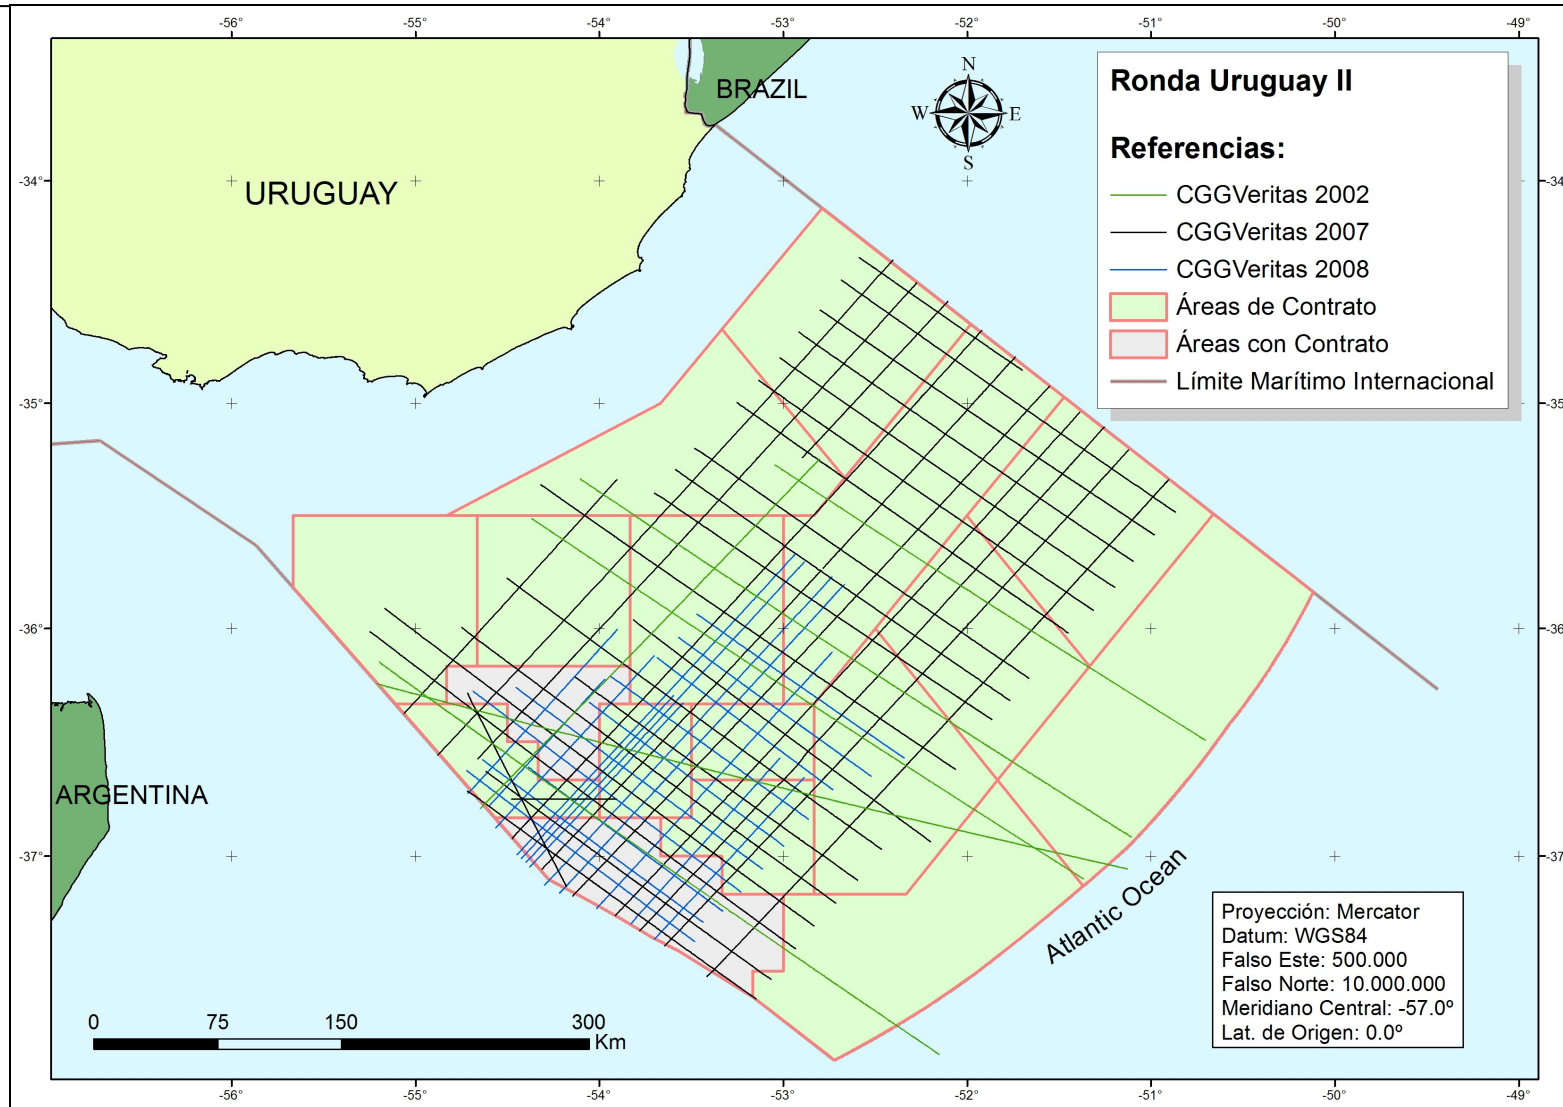 -56°
-55°
-54°
-53°
-52°
-51°
-50°
-49°
BRAZIL
N
W
E
S
Ronda Uruguay II
Referencias:
CGGVeritas 2002
CGGVeritas 2007
CGGVeritas 2008
Áreas de Contrato
Áreas con Contrato
Límite Marítimo Internacional
-34°
URUGUAY
-34
-35°
-35
-36°
-36
ARGENTINA
-37°
-37
Atlantic Ocean
Proyección: Mercator
Datum: WGS84
Falso Este: 500.000
Falso Norte: 10.000.000
Meridiano Central: -57.0º
Lat. de Origen: 0.0º
0 75 150 300
Km
-56°
-55°
-54°
-53°
-52°
-51°
-50°
-49°